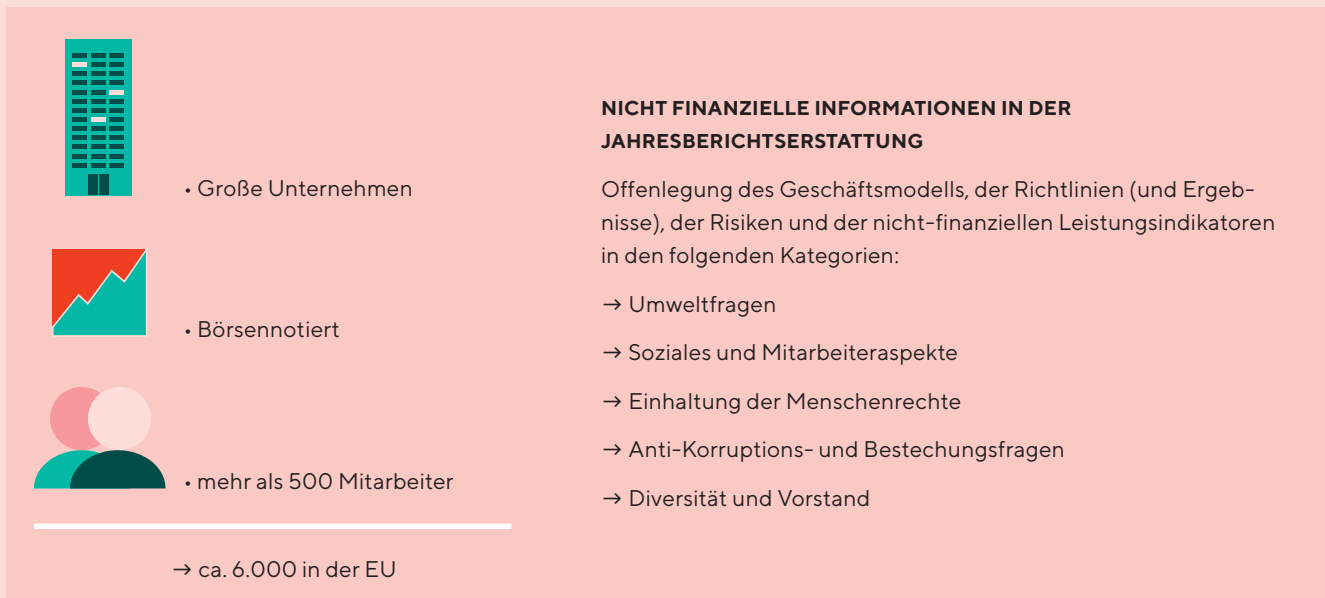 • Große Unternehmen
• Börsennotiert
• mehr als 500 Mitarbeiter
→ ca. 6.000 in der EU
NICHT FINANZIELLE INFORMATIONEN IN DER
JAHRESBERICHTSERSTATTUNG
Offenlegung des Geschäftsmodells, der Richtlinien (und Ergeb-
nisse), der Risiken und der nicht-finanziellen Leistungsindikatoren
in den folgenden Kategorien:
→ Umweltfragen
→ Soziales und Mitarbeiteraspekte
→ Einhaltung der Menschenrechte
→ Anti-Korruptions- und Bestechungsfragen
→ Diversität und Vorstand